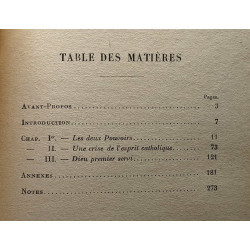 TABLE DES MATIÈRES
Pages.
AVANT-PROPOS 3
INTRODUCTION 7
CHAP. Iᵉʳ. — Les deux Pouvoirs 11
— II. — Une crise de l'esprit catholique. 73
— III. — Dieu premier servi 121
ANNEXES 181
NOTES 273